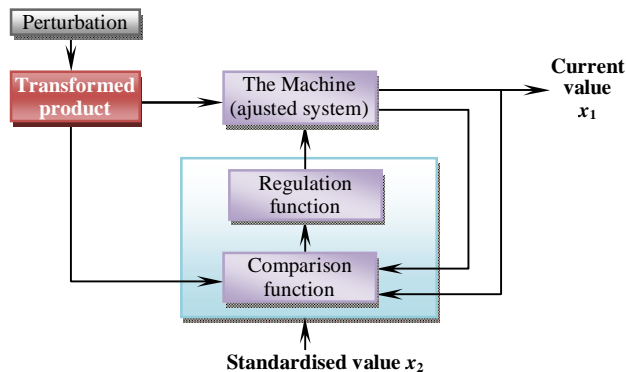 Perturbation
Transformed
product
The Machine
(ajusted system)
Current
value
x₁
Regulation
function
Comparison
function
Standardised value x₂